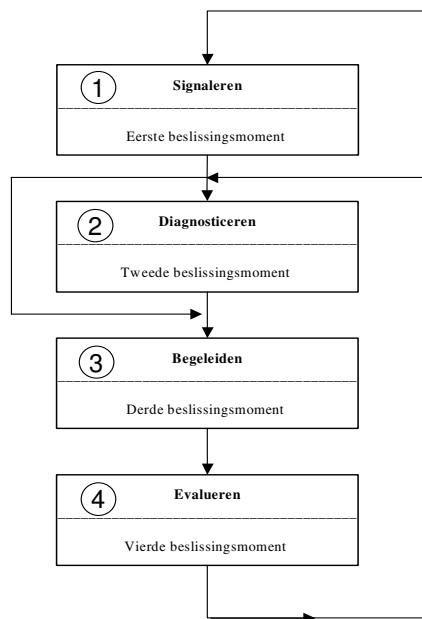 1 Signaleren
Eerste beslissingsmoment
2 Diagnosticeren
Tweede beslissingsmoment
3 Begeleiden
Derde beslissingsmoment
4 Evalueren
Vierde beslissingsmoment